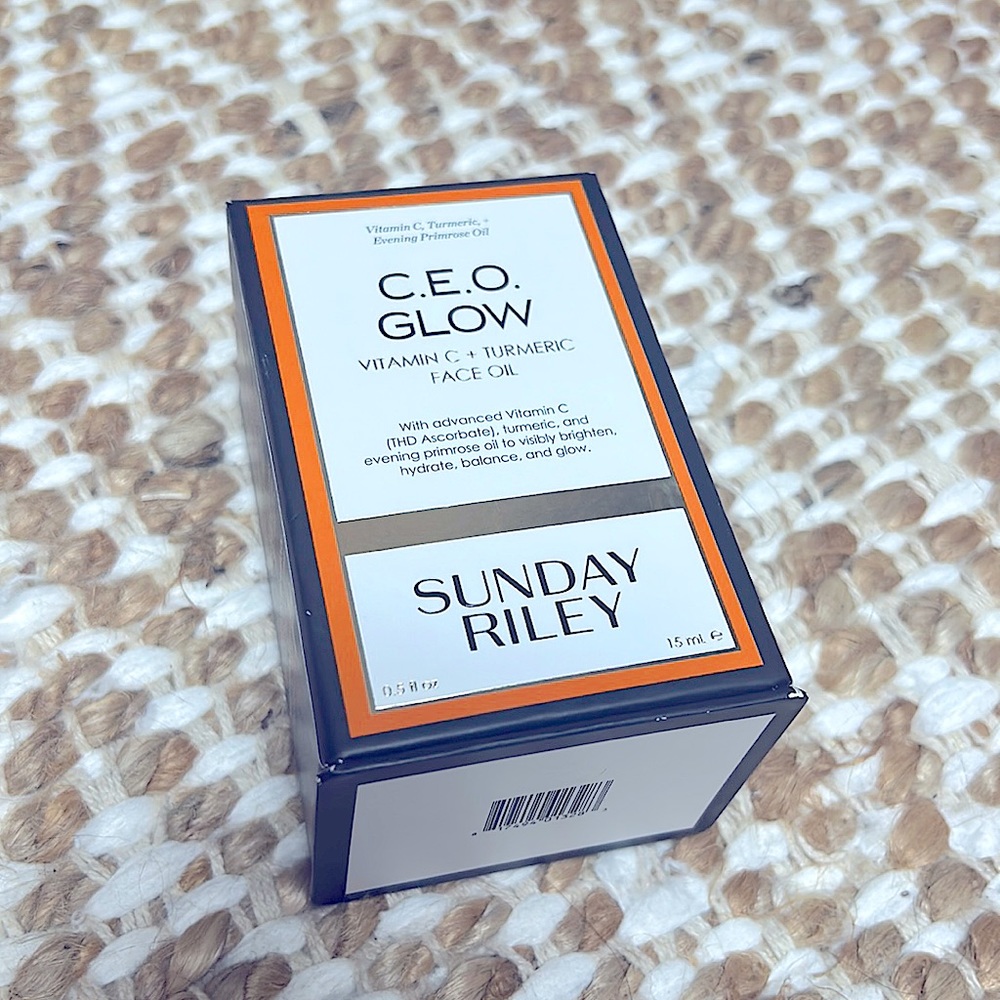 Vitamin C, Turmeric, +
Evening Primrose Oil
C.E.O.
GLOW
VITAMIN C + TURMERIC
FACE OIL
With advanced Vitamin C
(THD Ascorbate), turmeric, and
evening primrose oil to visibly brighten,
hydrate, balance, and glow.
SUNDAY
RILEY
0.5 fl oz
15 ml ℮